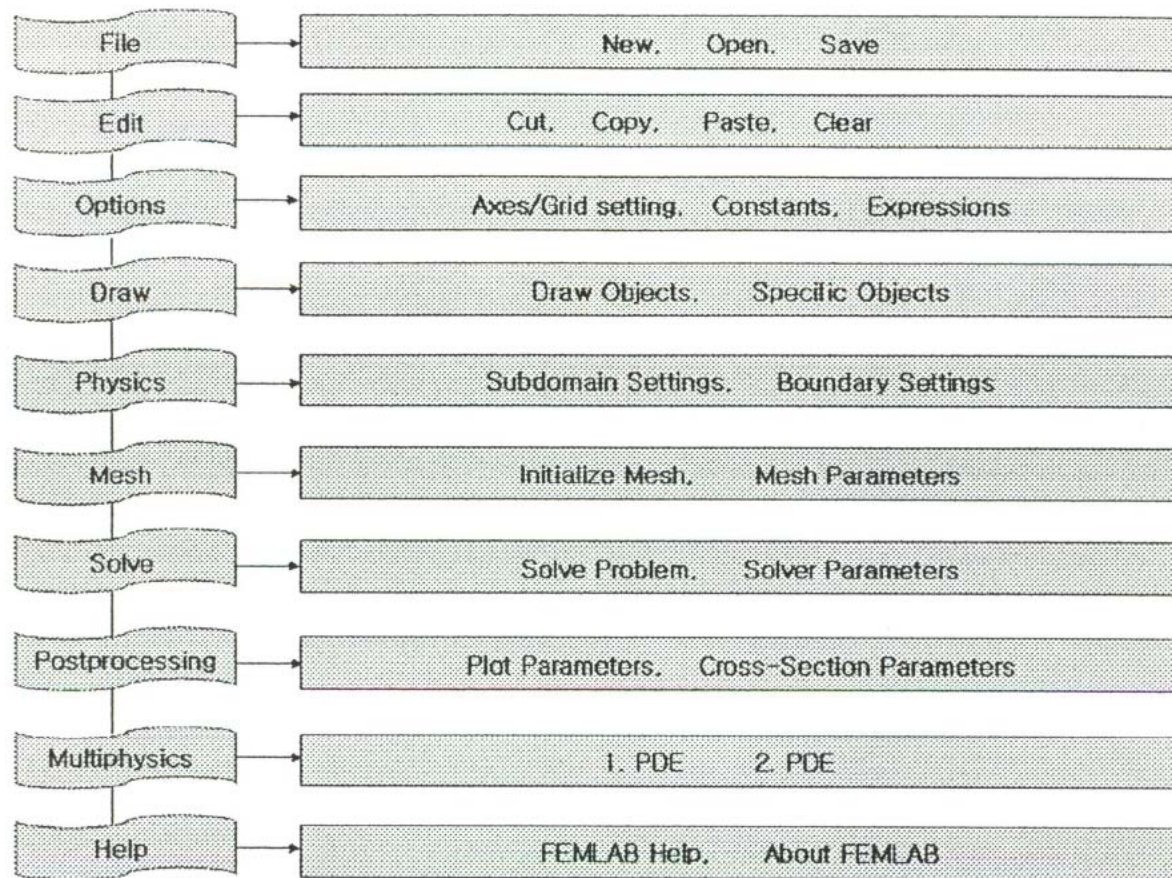 File
New. Open. Save
Edit
Cut. Copy. Paste. Clear
Options
Axes/Grid setting. Constants. Expressions
Draw
Draw Objects. Specific Objects
Physics
Subdomain Settings. Boundary Settings
Mesh
Initialize Mesh. Mesh Parameters
Solve
Solve Problem. Solver Parameters
Postprocessing
Plot Parameters. Cross-Section Parameters
Multiphysics
1. PDE 2. PDE
Help
FEMLAB Help. About FEMLAB